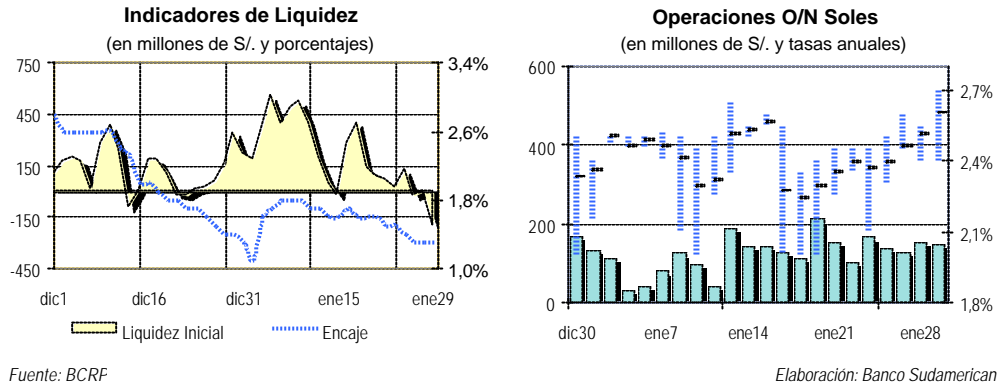 Indicadores de Liquidez
(en millones de S/. y porcentajes)
750
450
150
-150
-450
3,4%
2,6%
1,8%
1,0%
dic1 dic16 dic31 ene15 ene29
Liquidez Inicial Encaje
Operaciones O/N Soles
(en millones de S/. y tasas anuales)
600
400
200
0
2,7%
2,4%
2,1%
1,8%
dic30 ene7 ene14 ene21 ene28
Fuente: BCRP
Elaboración: Banco Sudamerican